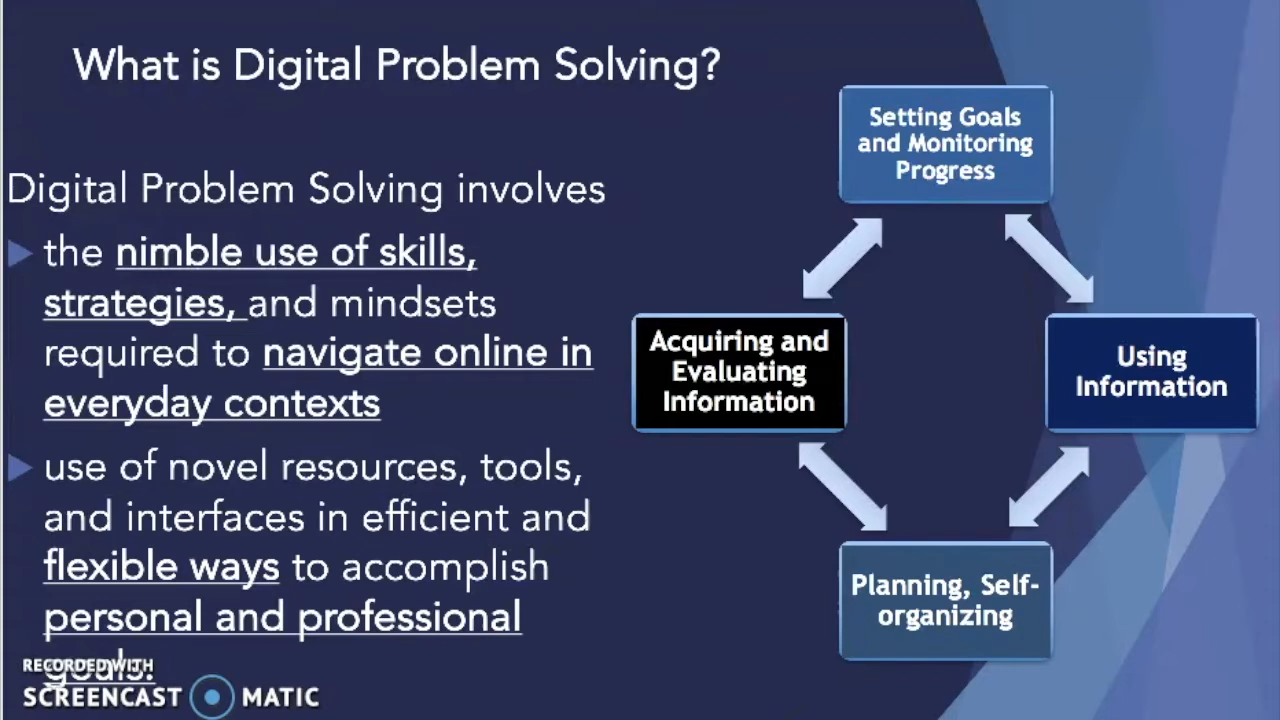 What is Digital Problem Solving?
Digital Problem Solving involves
the nimble use of skills,
strategies, and mindsets
required to navigate online in
everyday contexts
use of novel resources, tools,
and interfaces in efficient and
flexible ways to accomplish
personal and professional
goals.
RECORDED WITH
SCREENCAST MATIC
Setting Goals
and Monitoring
Progress
Acquiring and
Evaluating
Information
Using
Information
Planning, Self-
organizing